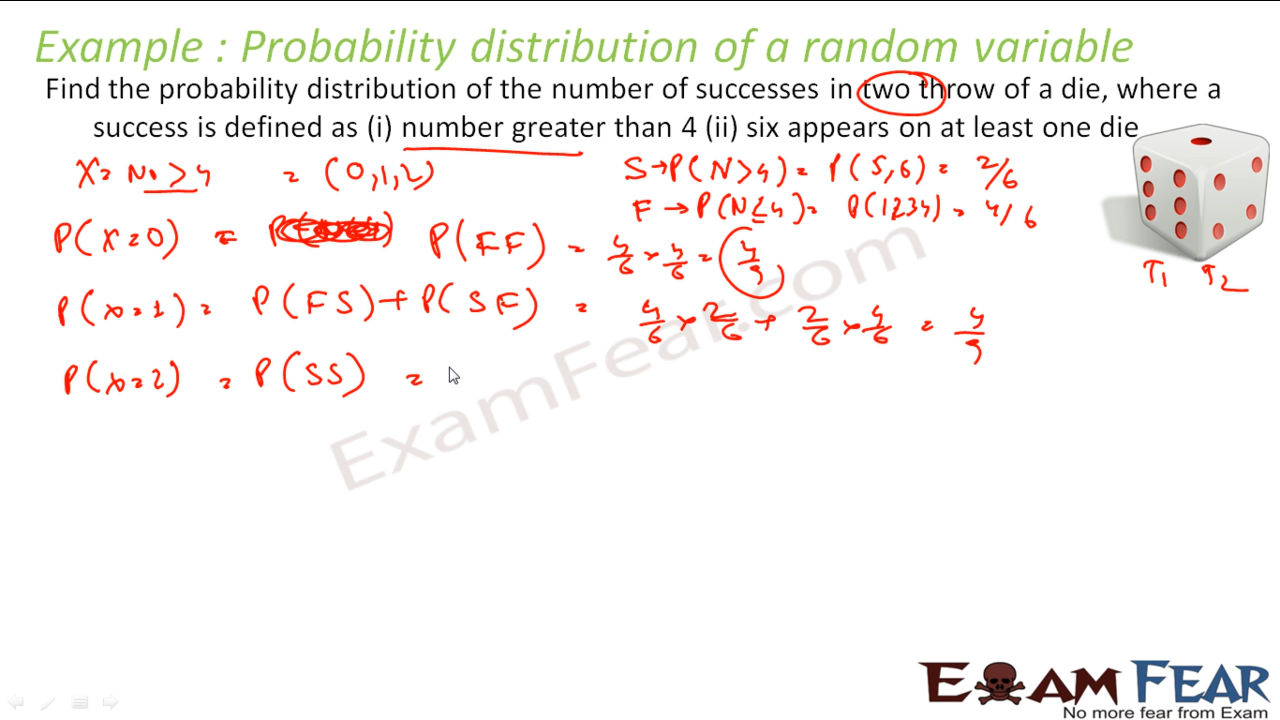 Example : Probability distribution of a random variable
Find the probability distribution of the number of successes in two throw of a die, where a
success is defined as (i) number greater than 4 (ii) six appears on at least one die
X = No > 4 = (0,1,2)
S → P(N>4) = P(5,6) = 2/6
F → P(N≤4) = P(1234) = 4/6
P(X=0) = P(FF) = 4/6 × 4/6 = 4/9
T1 T2
P(x=1) = P(FS) + P(SF) = 4/6 × 2/6 + 2/6 × 4/6 = 4/9
P(x=2) = P(SS) =
ExamFear.com
EXAM FEAR
No more fear from Exam